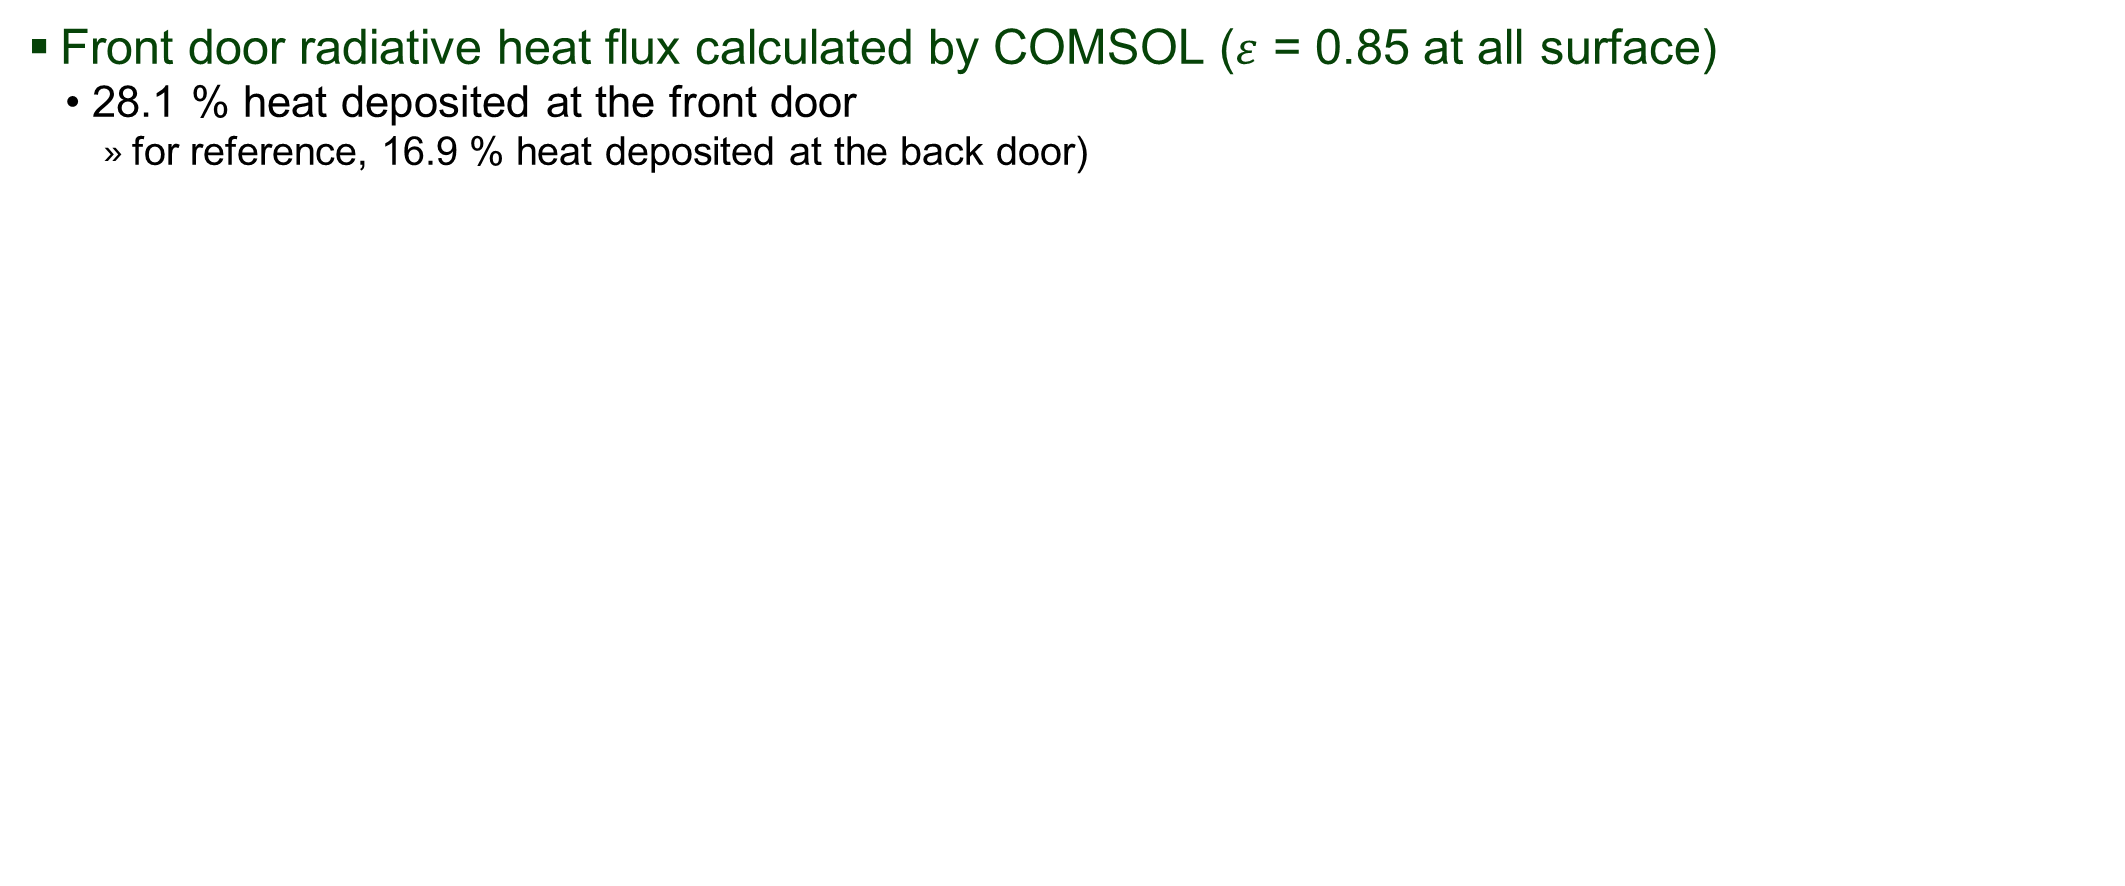 ▪ Front door radiative heat flux calculated by COMSOL (𝜀 = 0.85 at all surface)
• 28.1 % heat deposited at the front door
» for reference, 16.9 % heat deposited at the back door)